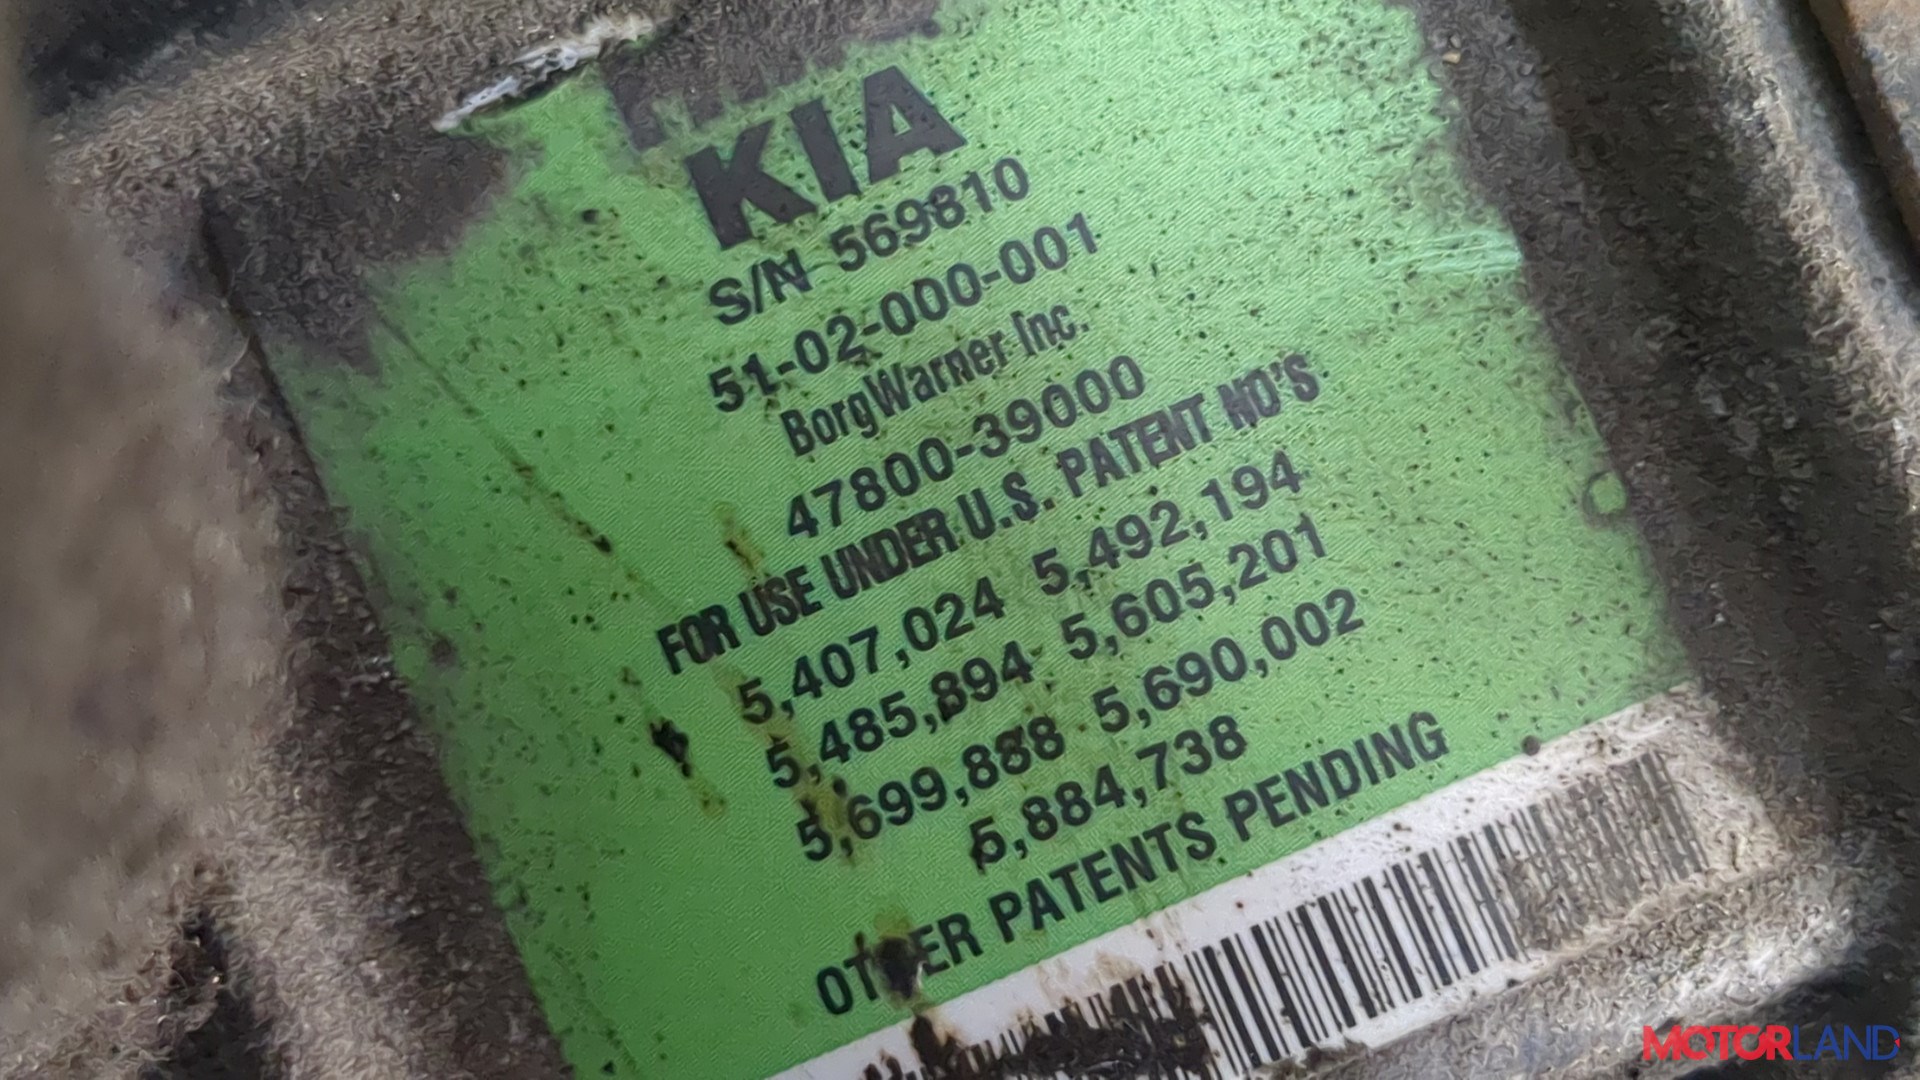 KIA
S/N 569810
51-02-000-001
BorgWarner Inc.
47800-39000
FOR USE UNDER U.S. PATENT NO'S
5,407,024 5,492,194
5,485,894 5,605,201
5,699,888 5,690,002
5,884,738
OTHER PATENTS PENDING
MOTORLAND